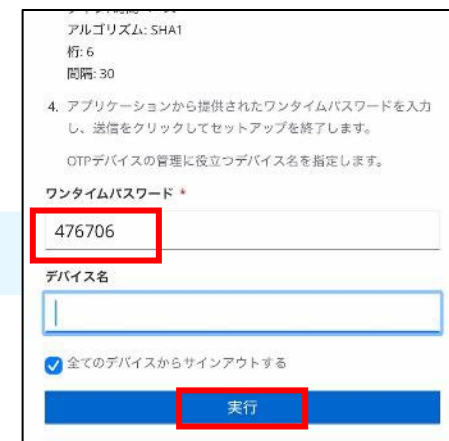 アルゴリズム: SHA1
桁: 6
間隔: 30
4. アプリケーションから提供されたワンタイムパスワードを入力
し、送信をクリックしてセットアップを終了します。
OTPデバイスの管理に役立つデバイス名を指定します。
ワンタイムパスワード *
476706
デバイス名
全てのデバイスからサインアウトする
実行